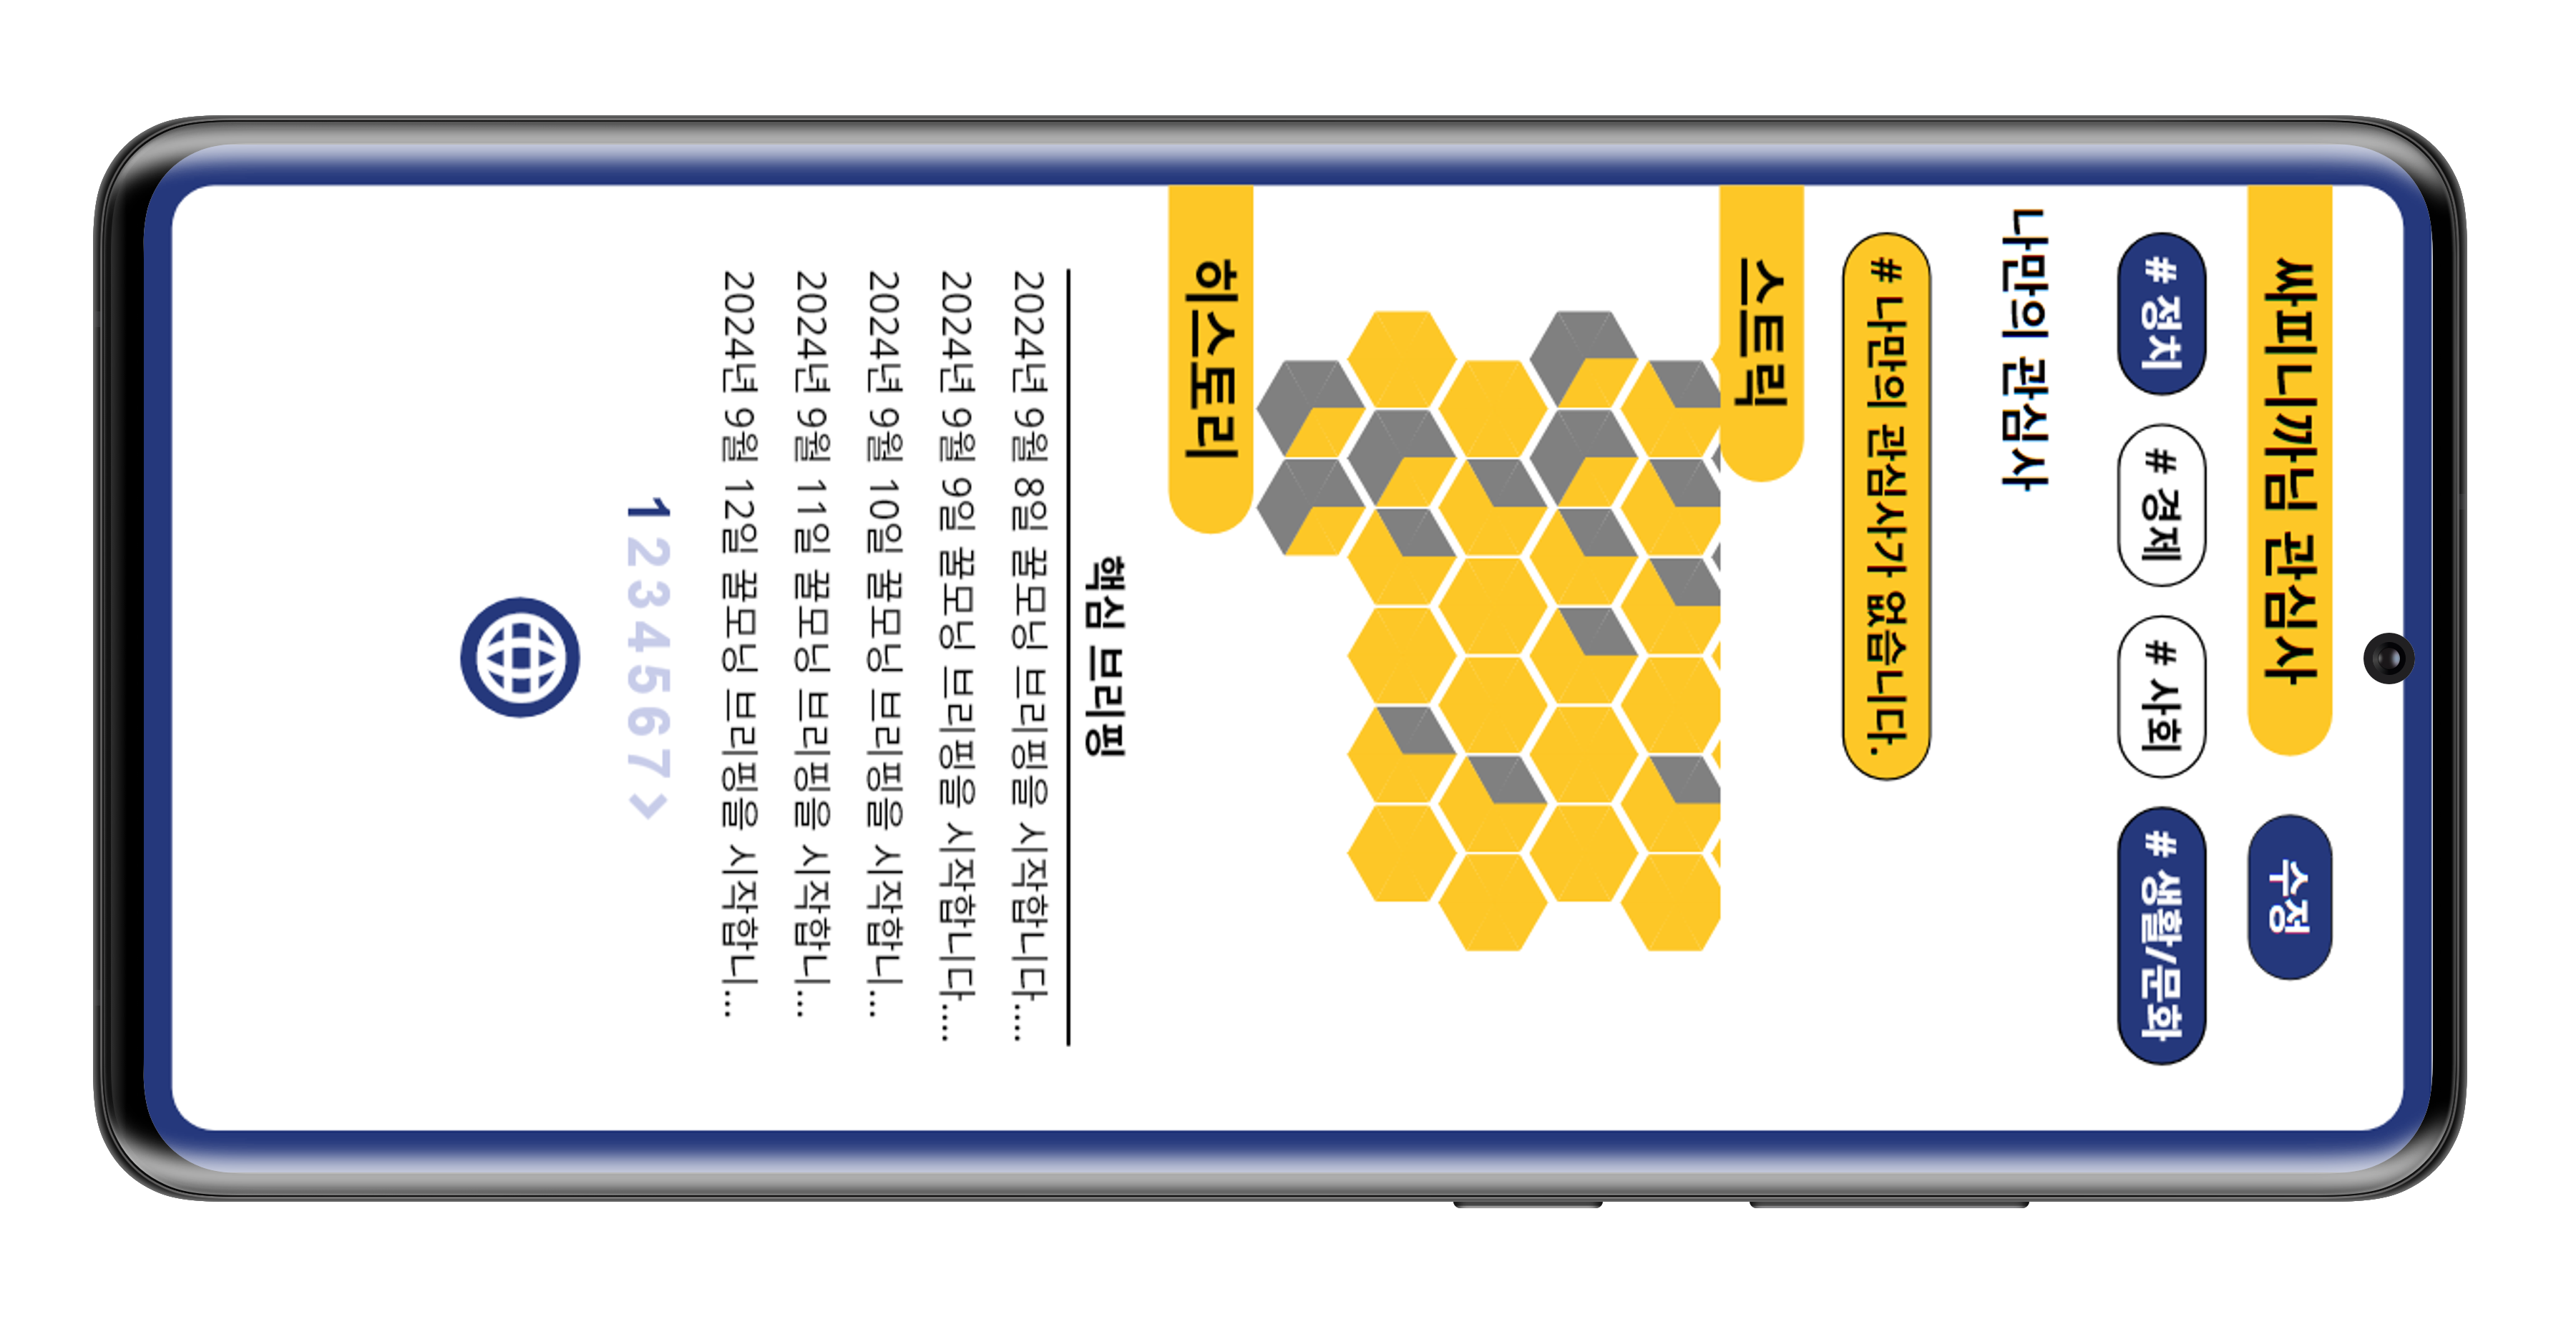 싸피니까님 관심사 수정
# 정치 # 경제 # 사회 # 생활/문화
나만의 관심사
# 나만의 관심사가 없습니다.
스트릭
히스토리
핵심 브리핑
2024년 9월 8일 꿀모닝 브리핑을 시작합니다....
2024년 9월 9일 꿀모닝 브리핑을 시작합니다....
2024년 9월 10일 꿀모닝 브리핑을 시작합니...
2024년 9월 11일 꿀모닝 브리핑을 시작합니...
2024년 9월 12일 꿀모닝 브리핑을 시작합니...
1 2 3 4 5 6 7 >